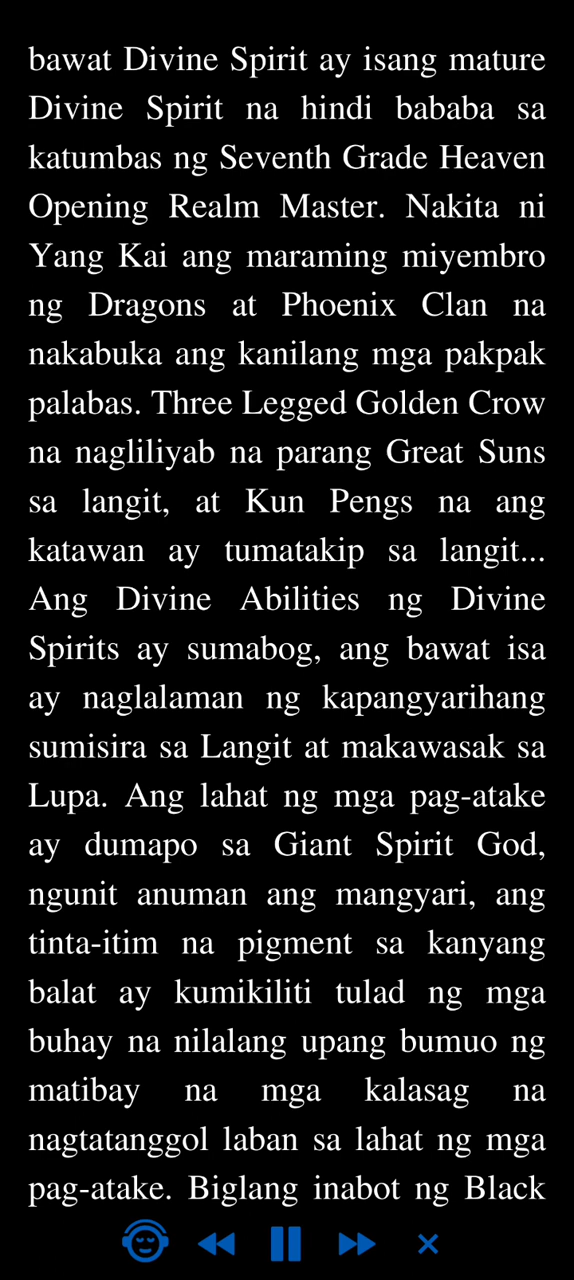 bawat Divine Spirit ay isang mature
Divine Spirit na hindi bababa sa
katumbas ng Seventh Grade Heaven
Opening Realm Master. Nakita ni
Yang Kai ang maraming miyembro
ng Dragons at Phoenix Clan na
nakabuka ang kanilang mga pakpak
palabas. Three Legged Golden Crow
na nagliliyab na parang Great Suns
sa langit, at Kun Pengs na ang
katawan ay tumatakip sa langit...
Ang Divine Abilities ng Divine
Spirits ay sumabog, ang bawat isa
ay naglalaman ng kapangyarihang
sumisira sa Langit at makawasak sa
Lupa. Ang lahat ng mga pag-atake
ay dumapo sa Giant Spirit God,
ngunit anuman ang mangyari, ang
tinta-itim na pigment sa kanyang
balat ay kumikiliti tulad ng mga
buhay na nilalang upang bumuo ng
matibay na mga kalasag na
nagtatanggol laban sa lahat ng mga
pag-atake. Biglang inabot ng Black